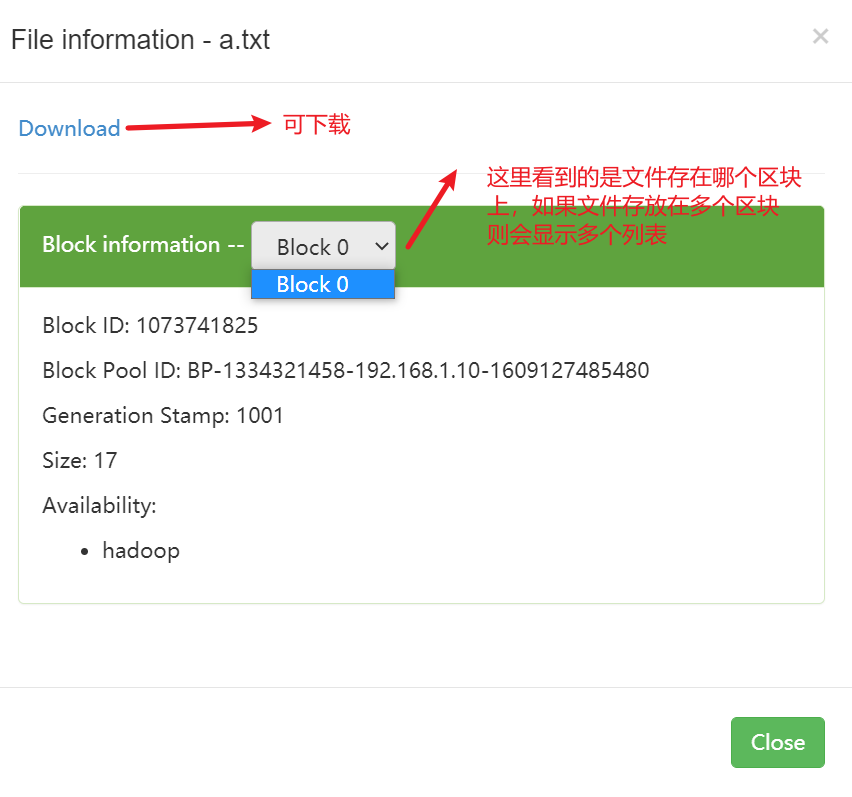 File information - a.txt
×
Download
可下载
这里看到的是文件存在哪个区块
上，如果文件存放在多个区块
则会显示多个列表
Block information --
Block 0
Block 0
Block ID: 1073741825
Block Pool ID: BP-1334321458-192.168.1.10-1609127485480
Generation Stamp: 1001
Size: 17
Availability:
• hadoop
Close